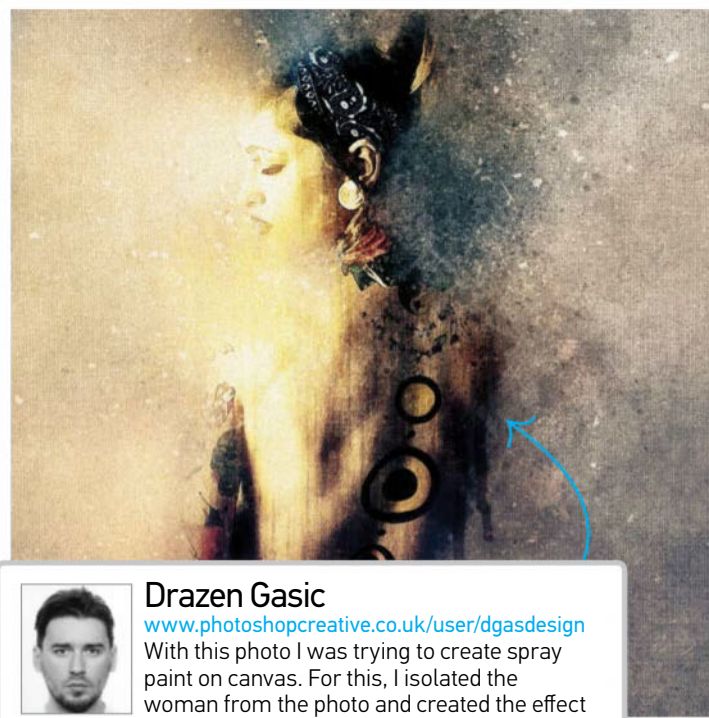 Drazen Gasic
www.photoshopcreative.co.uk/user/dgasdesign
With this photo I was trying to create spray
paint on canvas. For this, I isolated the
woman from the photo and created the effect